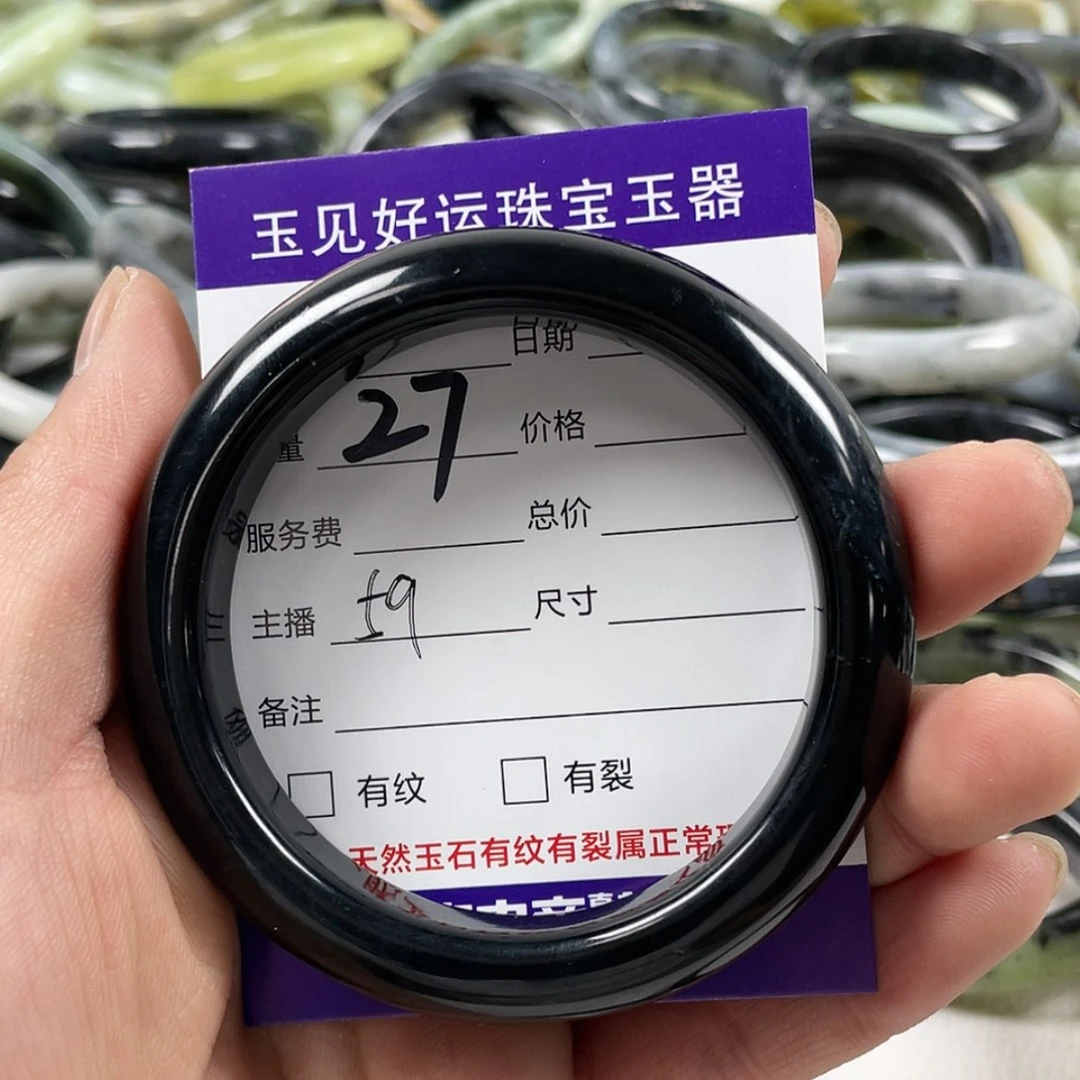 玉见好运珠宝玉器
日期
量 27 价格
服务费 总价
主播 59 尺寸
备注
有纹 有裂
天然玉石有纹有裂属正常